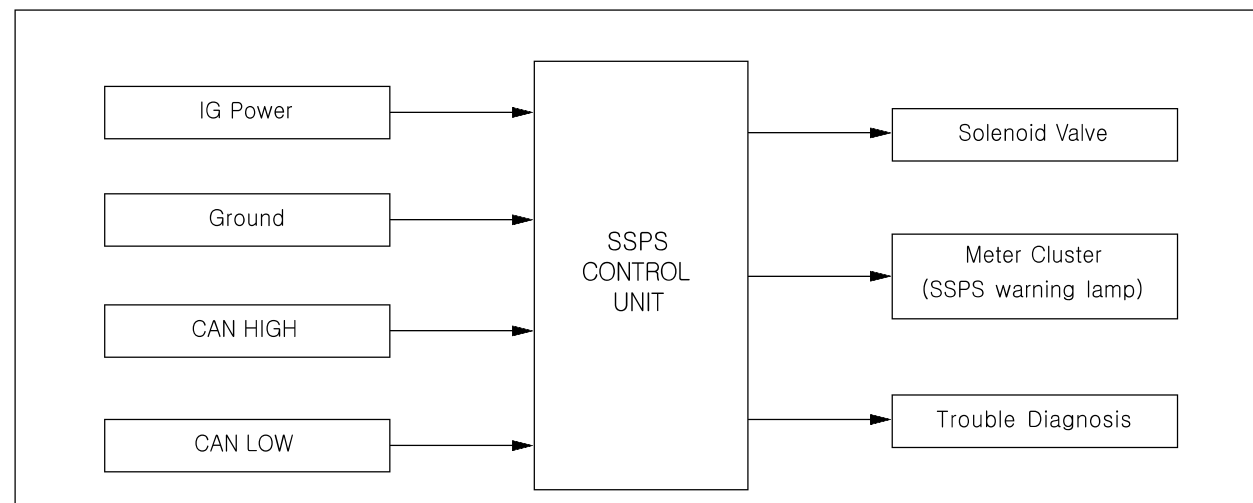 IG Power
Ground
CAN HIGH
CAN LOW
SSPS
CONTROL
UNIT
Solenoid Valve
Meter Cluster
(SSPS warning lamp)
Trouble Diagnosis